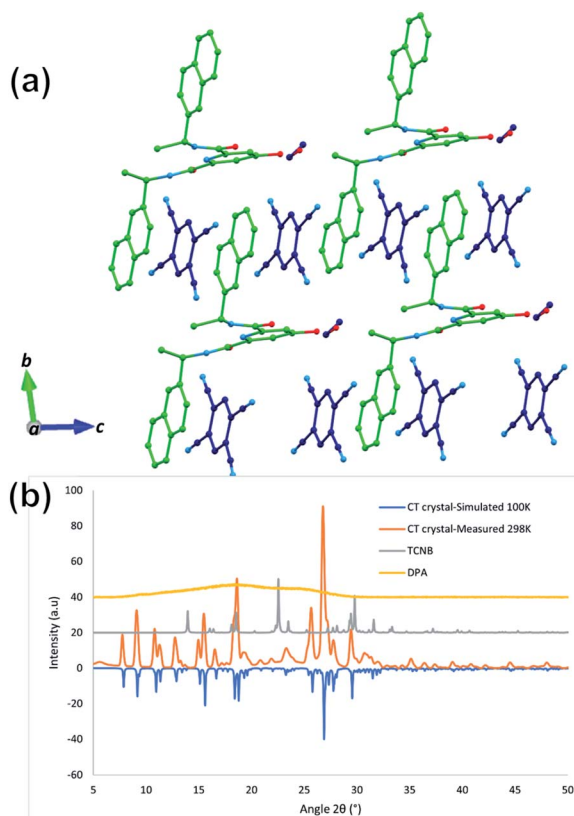 (a)
b
a
c
(b)
100
80
60
40
20
0
-20
-40
-60
Intensity (a.u)
CT crystal-Simulated 100K
CT crystal-Measured 298K
TCNB
DPA
5 10 15 20 25 30 35 40 45 50
Angle 2θ (°)